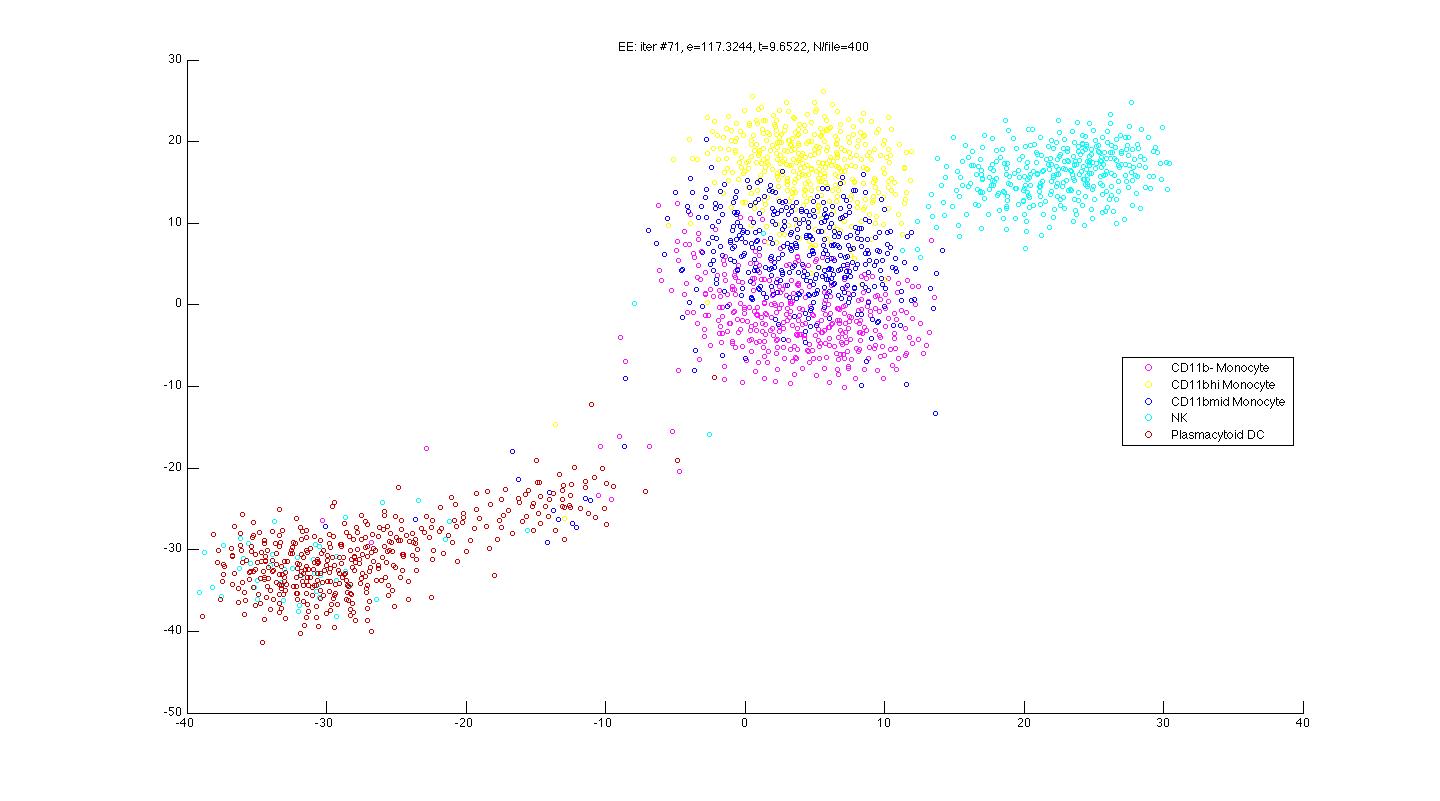 EE: iter #71, e=117.3244, t=9.6522, N/file=400
30
20
10
0
-10
-20
-30
-40
-50
-40 -30 -20 -10 0 10 20 30 40
CD11b- Monocyte
CD11bhi Monocyte
CD11bmid Monocyte
NK
Plasmacytoid DC